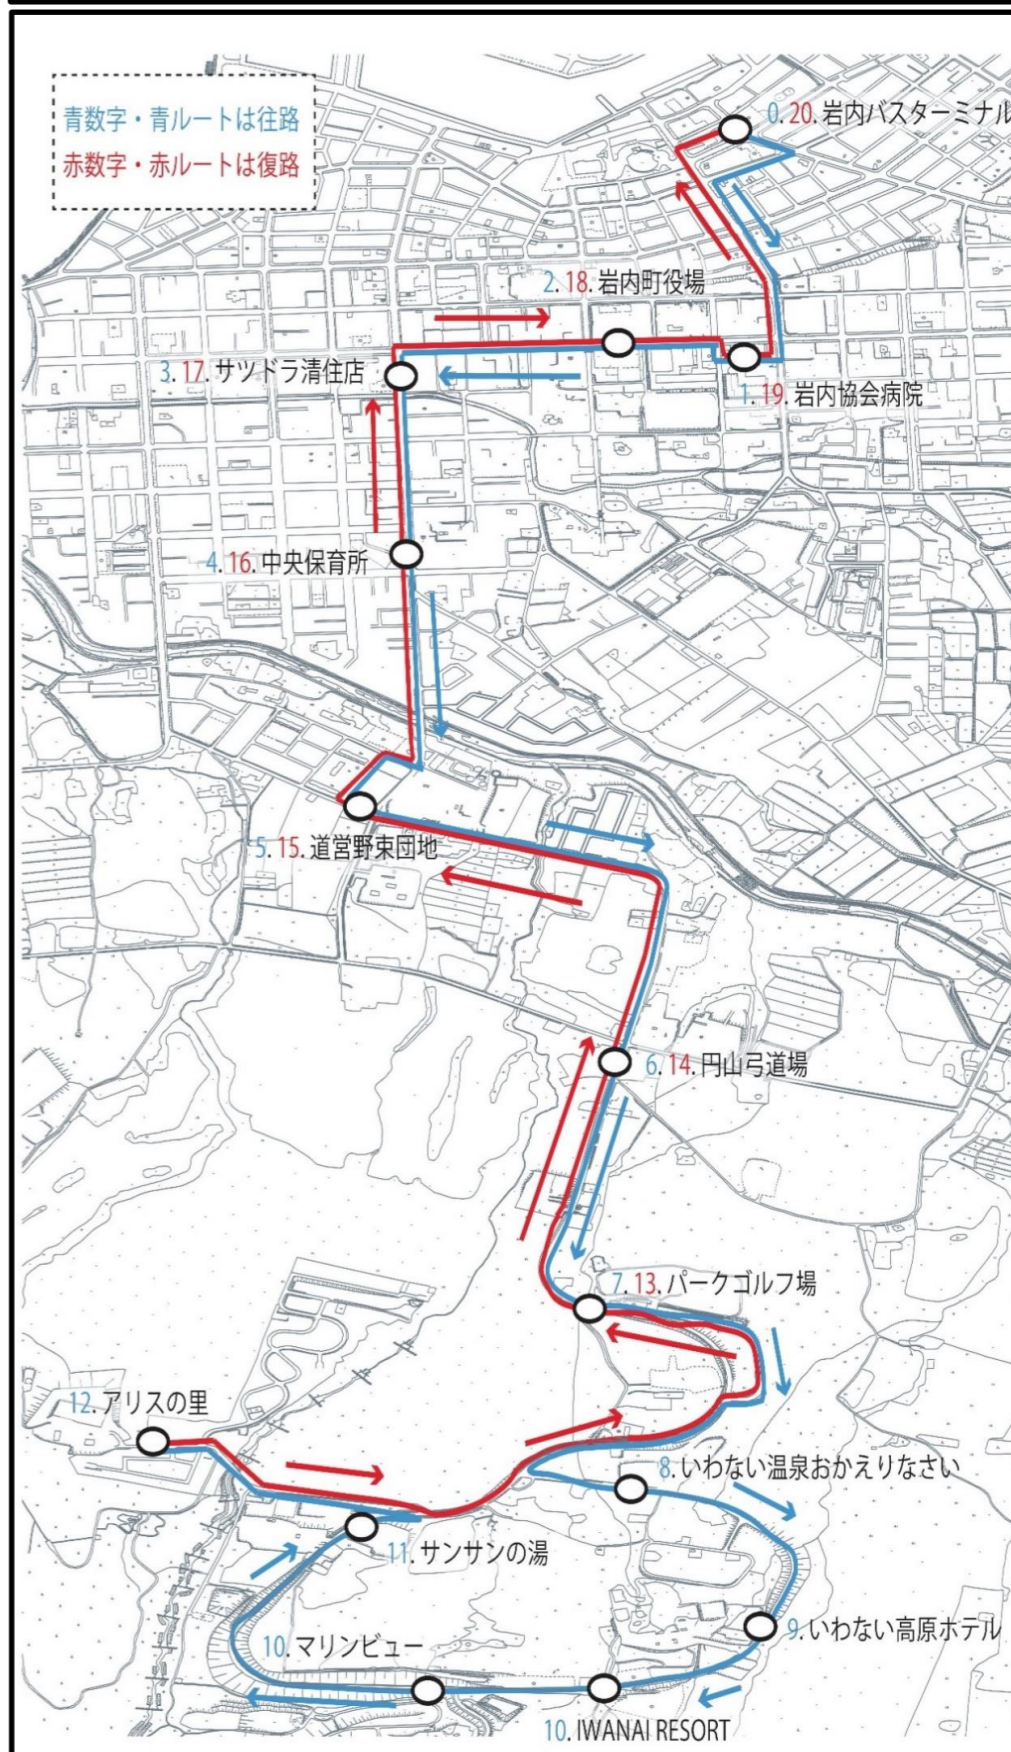 青数字・青ルートは往路
赤数字・赤ルートは復路
0. 20. 岩内バスターミナル
2. 18. 岩内町役場
3. 17. サツドラ清住店
1. 19. 岩内協会病院
4. 16. 中央保育所
5. 15. 道営野束団地
6. 14. 円山弓道場
7. 13. パークゴルフ場
12. アリスの里
8. いわない温泉おかえりなさい
11. サンサンの湯
9. いわない高原ホテル
10. マリンビュー
10. IWANAI RESORT